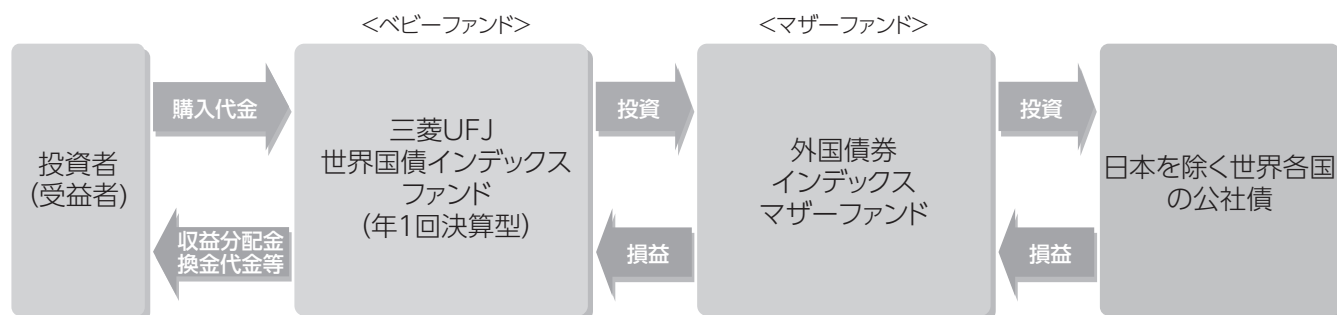 <ベビーファンド>
<マザーファンド>
投資者
(受益者)
購入代金
収益分配金
換金代金等
三菱UFJ
世界国債インデックス
ファンド
(年1回決算型)
投資
損益
外国債券
インデックス
マザーファンド
投資
損益
日本を除く世界各国
の公社債